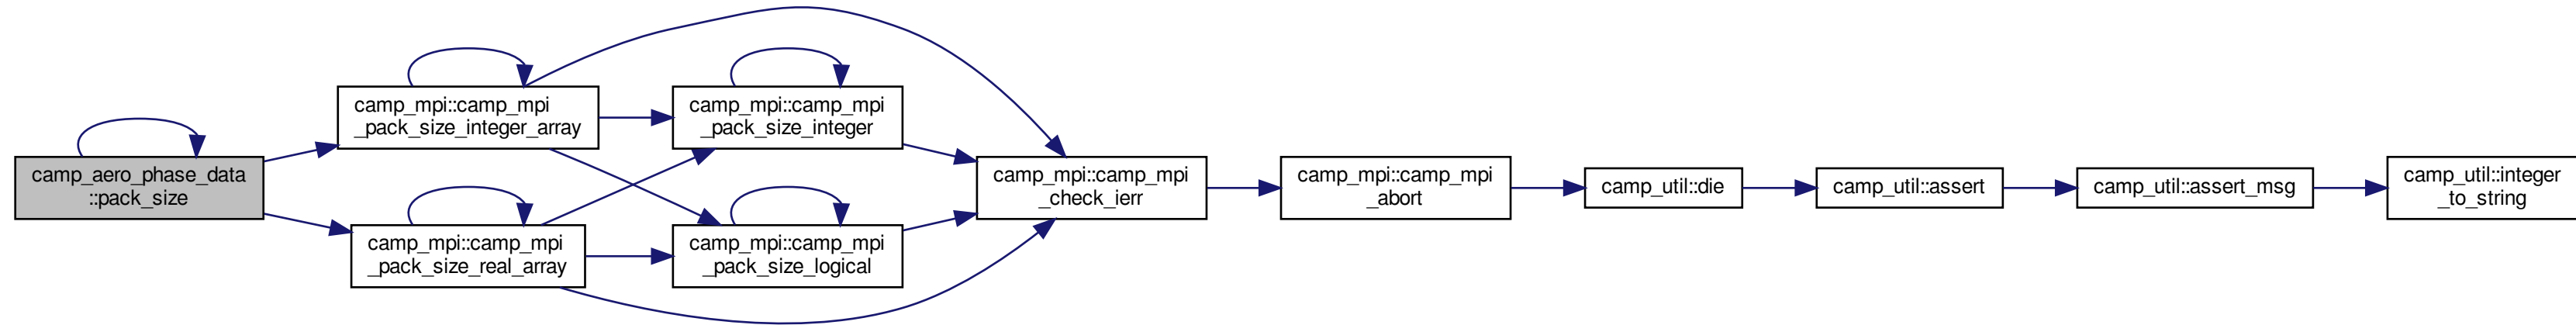 camp_aero_phase_data
::pack_size
camp_mpi::camp_mpi
_pack_size_integer_array
camp_mpi::camp_mpi
_pack_size_real_array
camp_mpi::camp_mpi
_pack_size_integer
camp_mpi::camp_mpi
_pack_size_logical
camp_mpi::camp_mpi
_check_ierr
camp_mpi::camp_mpi
_abort
camp_util::die
camp_util::assert
camp_util::assert_msg
camp_util::integer
_to_string